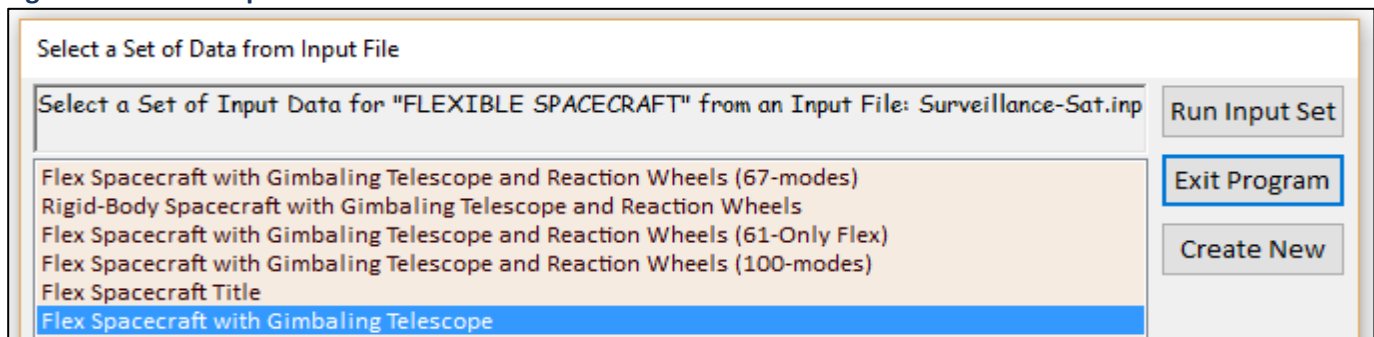 Select a Set of Data from Input File
Select a Set of Input Data for "FLEXIBLE SPACECRAFT" from an Input File: Surveillance-Sat.inp
Run Input Set
Flex Spacecraft with Gimbaling Telescope and Reaction Wheels (67-modes)
Exit Program
Rigid-Body Spacecraft with Gimbaling Telescope and Reaction Wheels
Flex Spacecraft with Gimbaling Telescope and Reaction Wheels (61-Only Flex)
Create New
Flex Spacecraft with Gimbaling Telescope and Reaction Wheels (100-modes)
Flex Spacecraft Title
Flex Spacecraft with Gimbaling Telescope